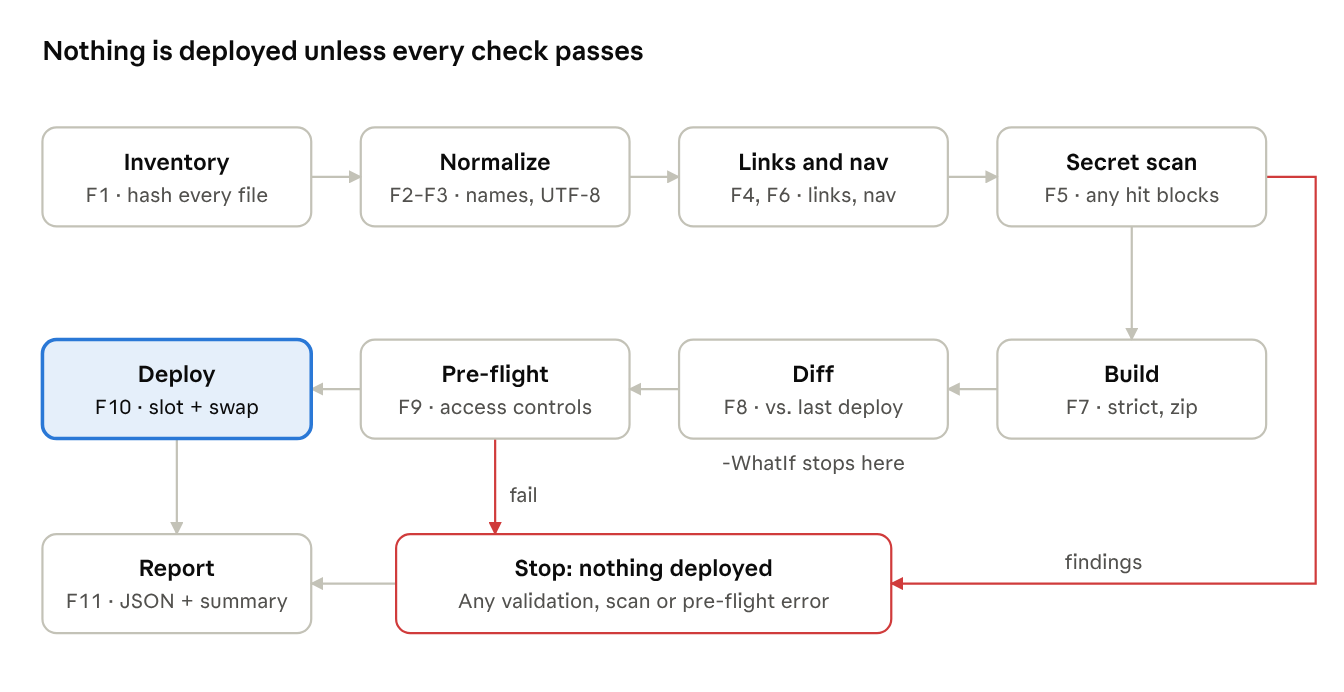 Nothing is deployed unless every check passes
Inventory
F1 · hash every file
Normalize
F2–F3 · names, UTF-8
Links and nav
F4, F6 · links, nav
Secret scan
F5 · any hit blocks
Deploy
F10 · slot + swap
Pre-flight
F9 · access controls
Diff
F8 · vs. last deploy
Build
F7 · strict, zip
-WhatIf stops here
fail
findings
Report
F11 · JSON + summary
Stop: nothing deployed
Any validation, scan or pre-flight error